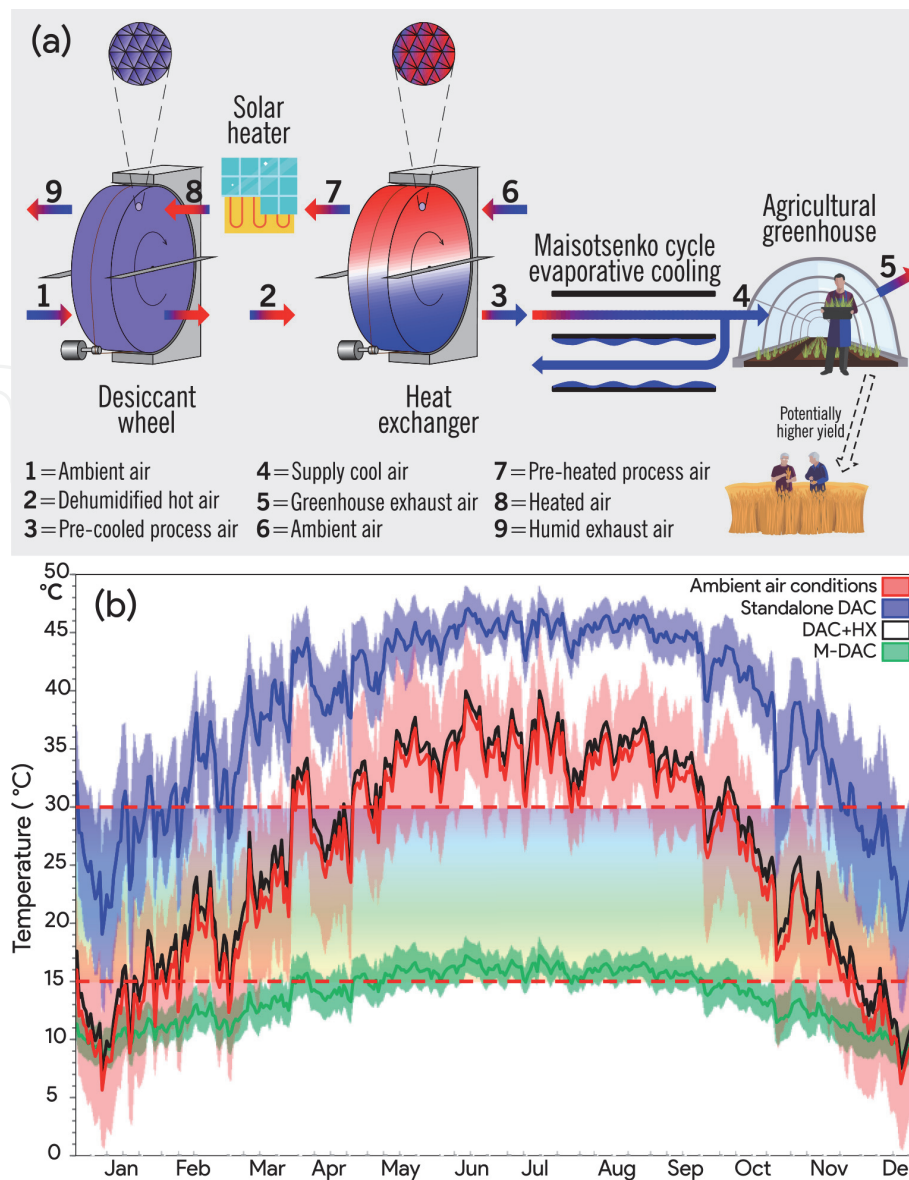 (a)
Solar
heater
9
8
7
6
Maisotsenko cycle
evaporative cooling
Agricultural
greenhouse
5
1
2
3
4
Desiccant
wheel
Heat
exchanger
Potentially
higher yield
1=Ambient air
2=Dehumidified hot air
3=Pre-cooled process air
4=Supply cool air
5=Greenhouse exhaust air
6=Ambient air
7=Pre-heated process air
8=Heated air
9=Humid exhaust air
50
°C
(b)
Ambient air conditions
Standalone DAC
DAC+HX
M-DAC
45
40
35
30
25
20
15
10
5
0
Temperature (°C)
Jan Feb Mar Apr May Jun Jul Aug Sep Oct Nov De